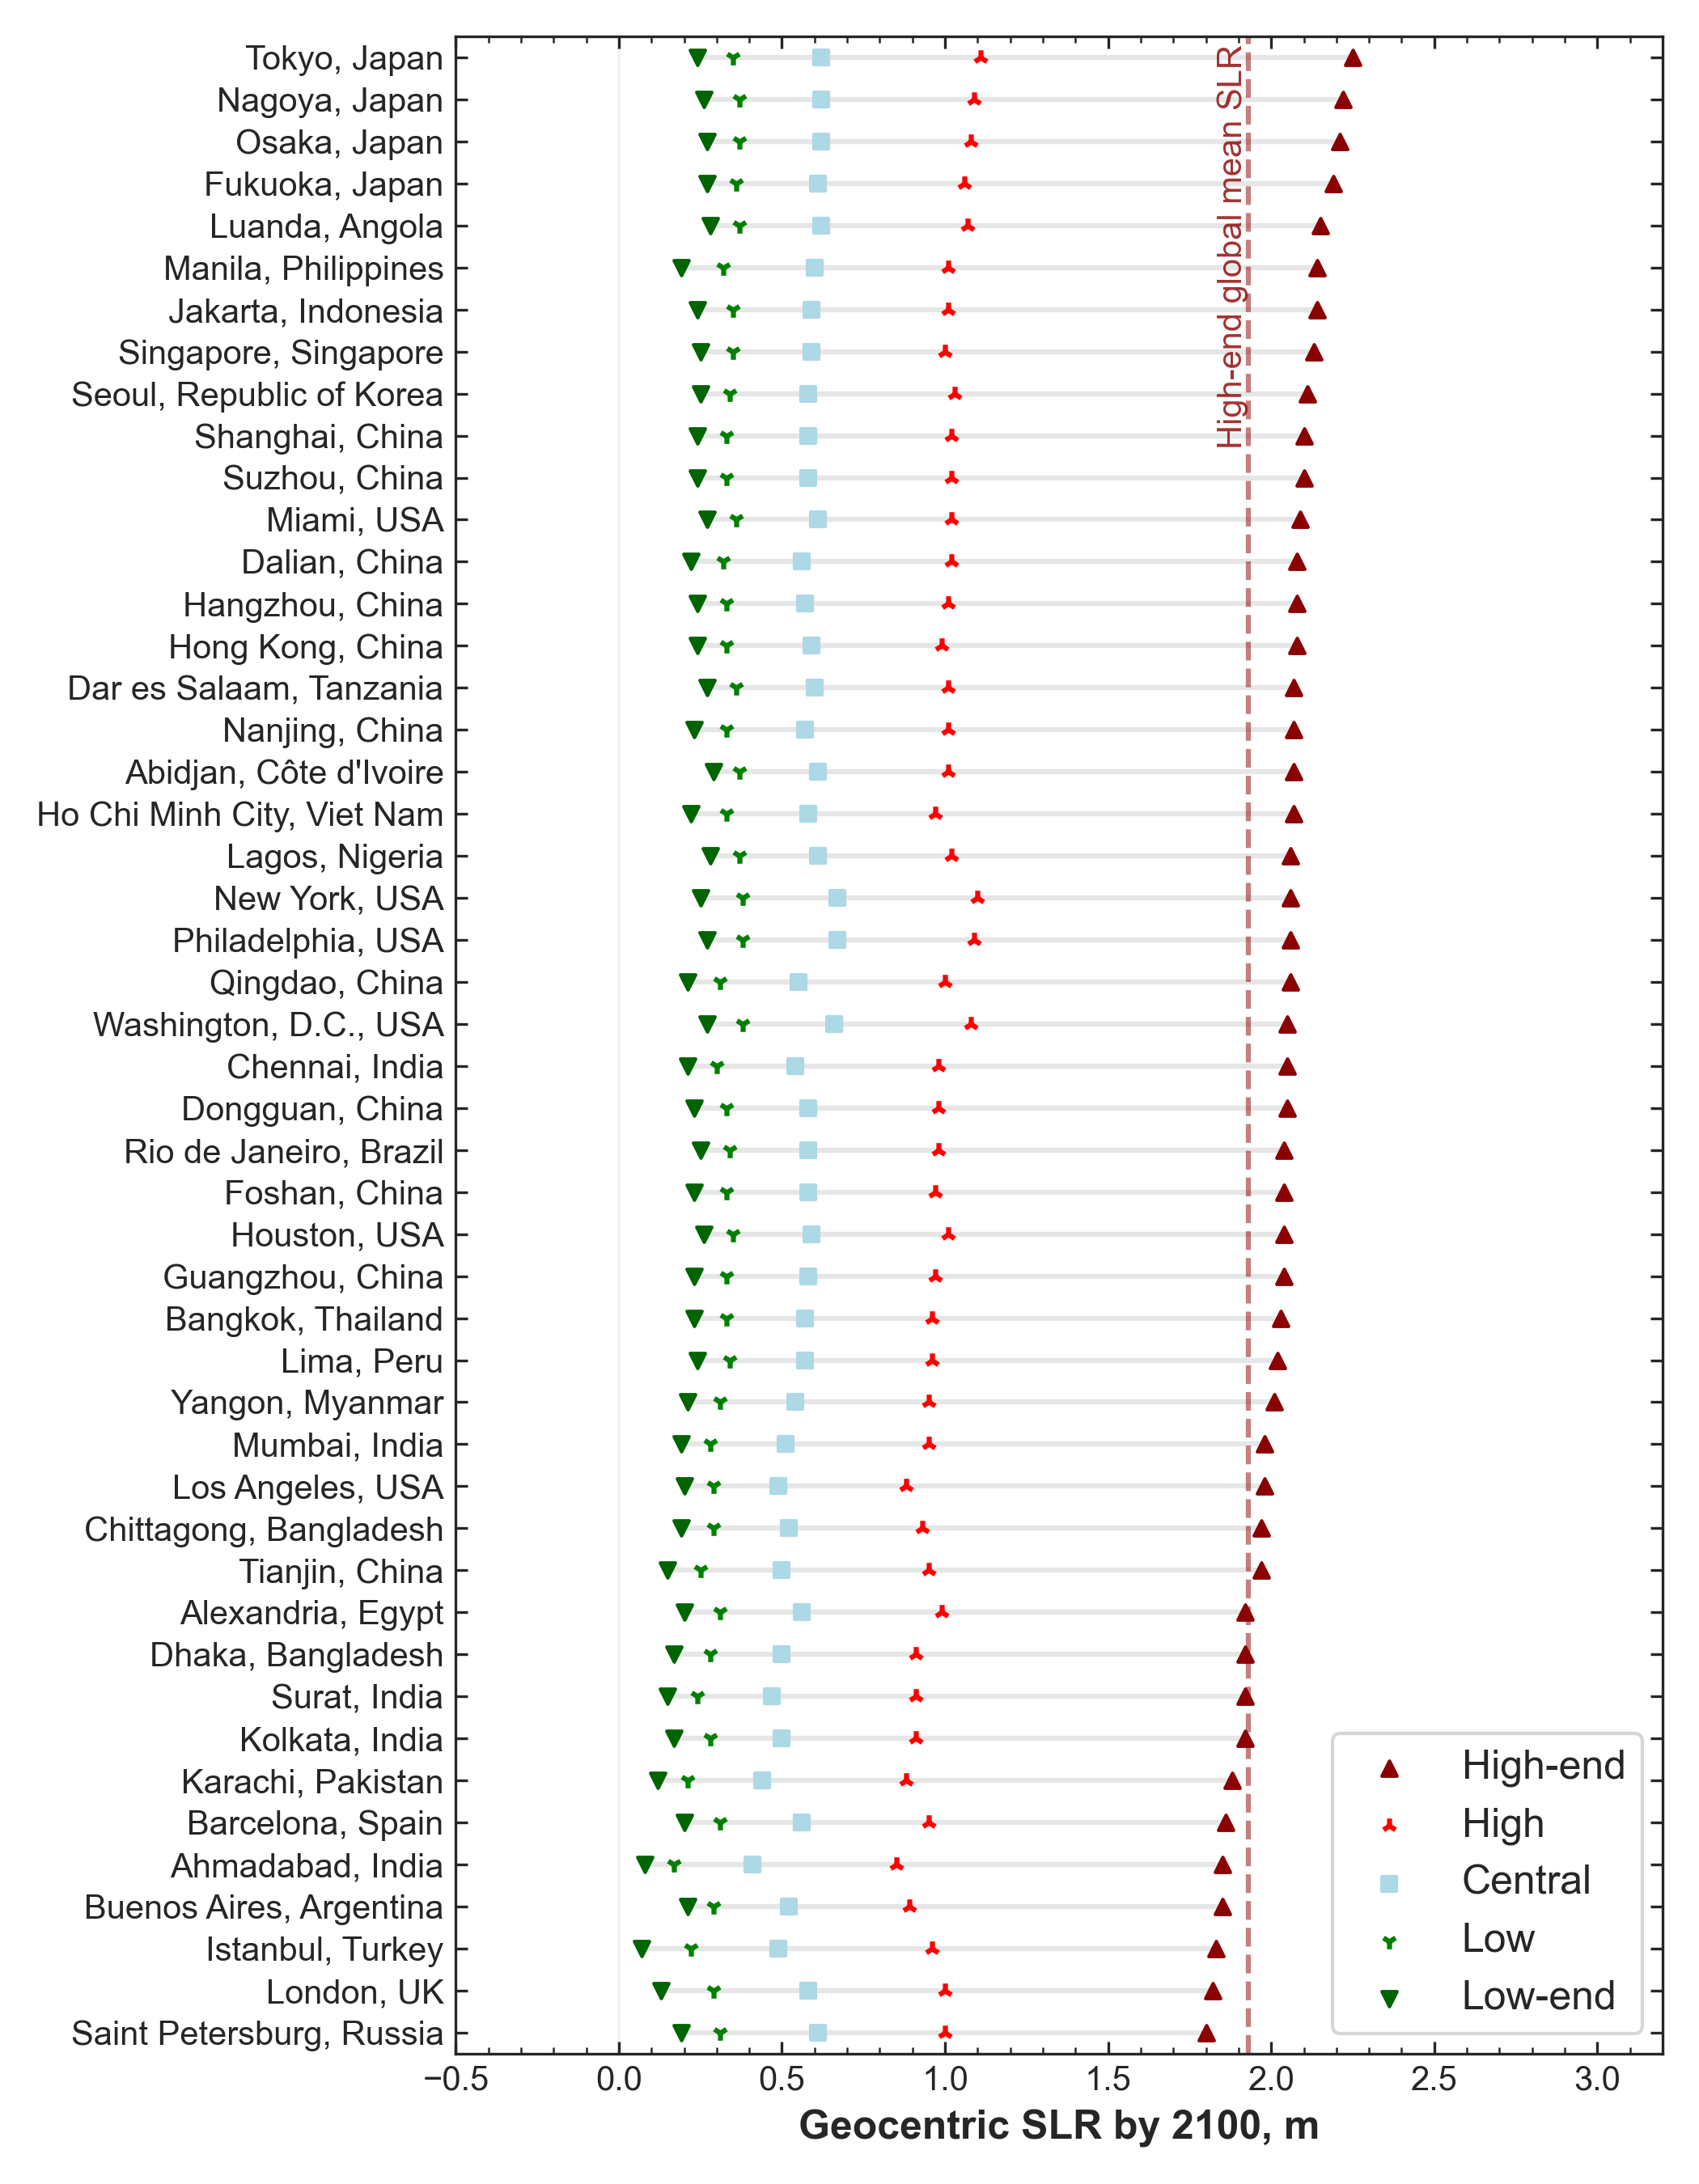 Tokyo, Japan
Nagoya, Japan
Osaka, Japan
Fukuoka, Japan
Luanda, Angola
Manila, Philippines
Jakarta, Indonesia
Singapore, Singapore
Seoul, Republic of Korea
Shanghai, China
Suzhou, China
Miami, USA
Dalian, China
Hangzhou, China
Hong Kong, China
Dar es Salaam, Tanzania
Nanjing, China
Abidjan, Côte d'Ivoire
Ho Chi Minh City, Viet Nam
Lagos, Nigeria
New York, USA
Philadelphia, USA
Qingdao, China
Washington, D.C., USA
Chennai, India
Dongguan, China
Rio de Janeiro, Brazil
Foshan, China
Houston, USA
Guangzhou, China
Bangkok, Thailand
Lima, Peru
Yangon, Myanmar
Mumbai, India
Los Angeles, USA
Chittagong, Bangladesh
Tianjin, China
Alexandria, Egypt
Dhaka, Bangladesh
Surat, India
Kolkata, India
Karachi, Pakistan
Barcelona, Spain
Ahmadabad, India
Buenos Aires, Argentina
Istanbul, Turkey
London, UK
Saint Petersburg, Russia
High-end global mean SLR
High-end
High
Central
Low
Low-end
−0.5 0.0 0.5 1.0 1.5 2.0 2.5 3.0
Geocentric SLR by 2100, m